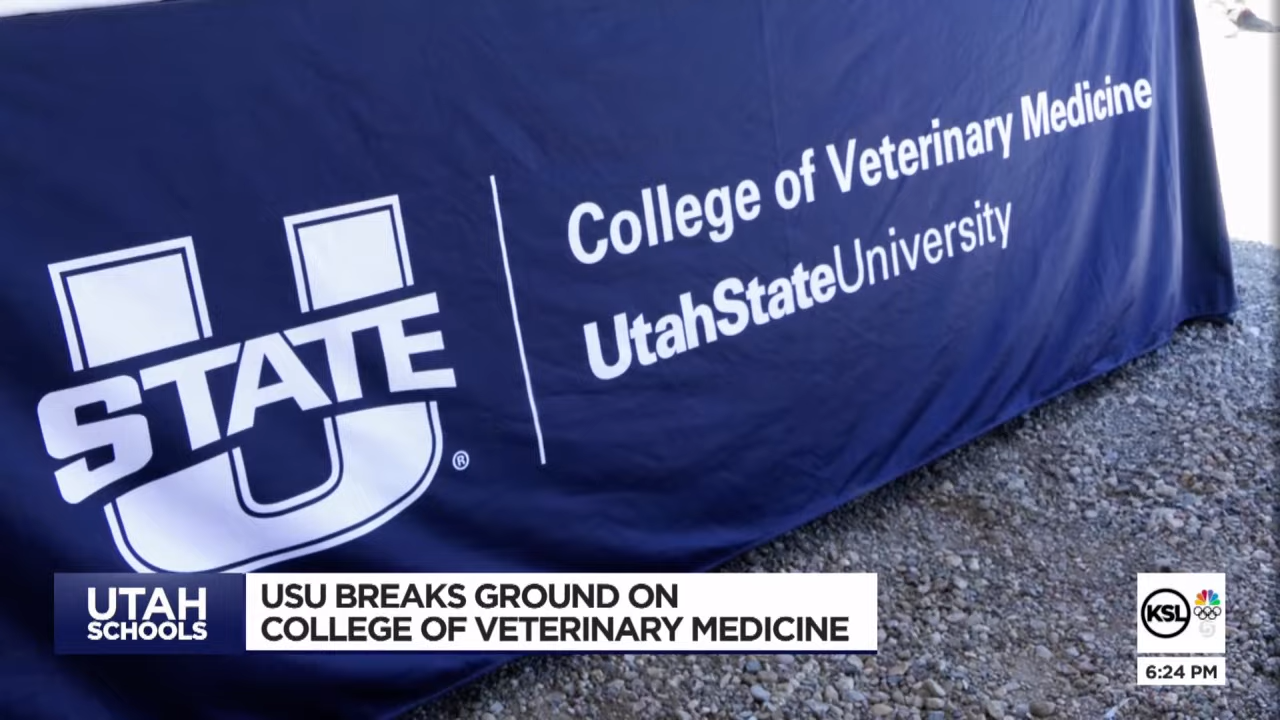 College of Veterinary Medicine
UtahStateUniversity
STATE
®
UTAH
SCHOOLS
USU BREAKS GROUND ON
COLLEGE OF VETERINARY MEDICINE
KSL
5
6:24 PM